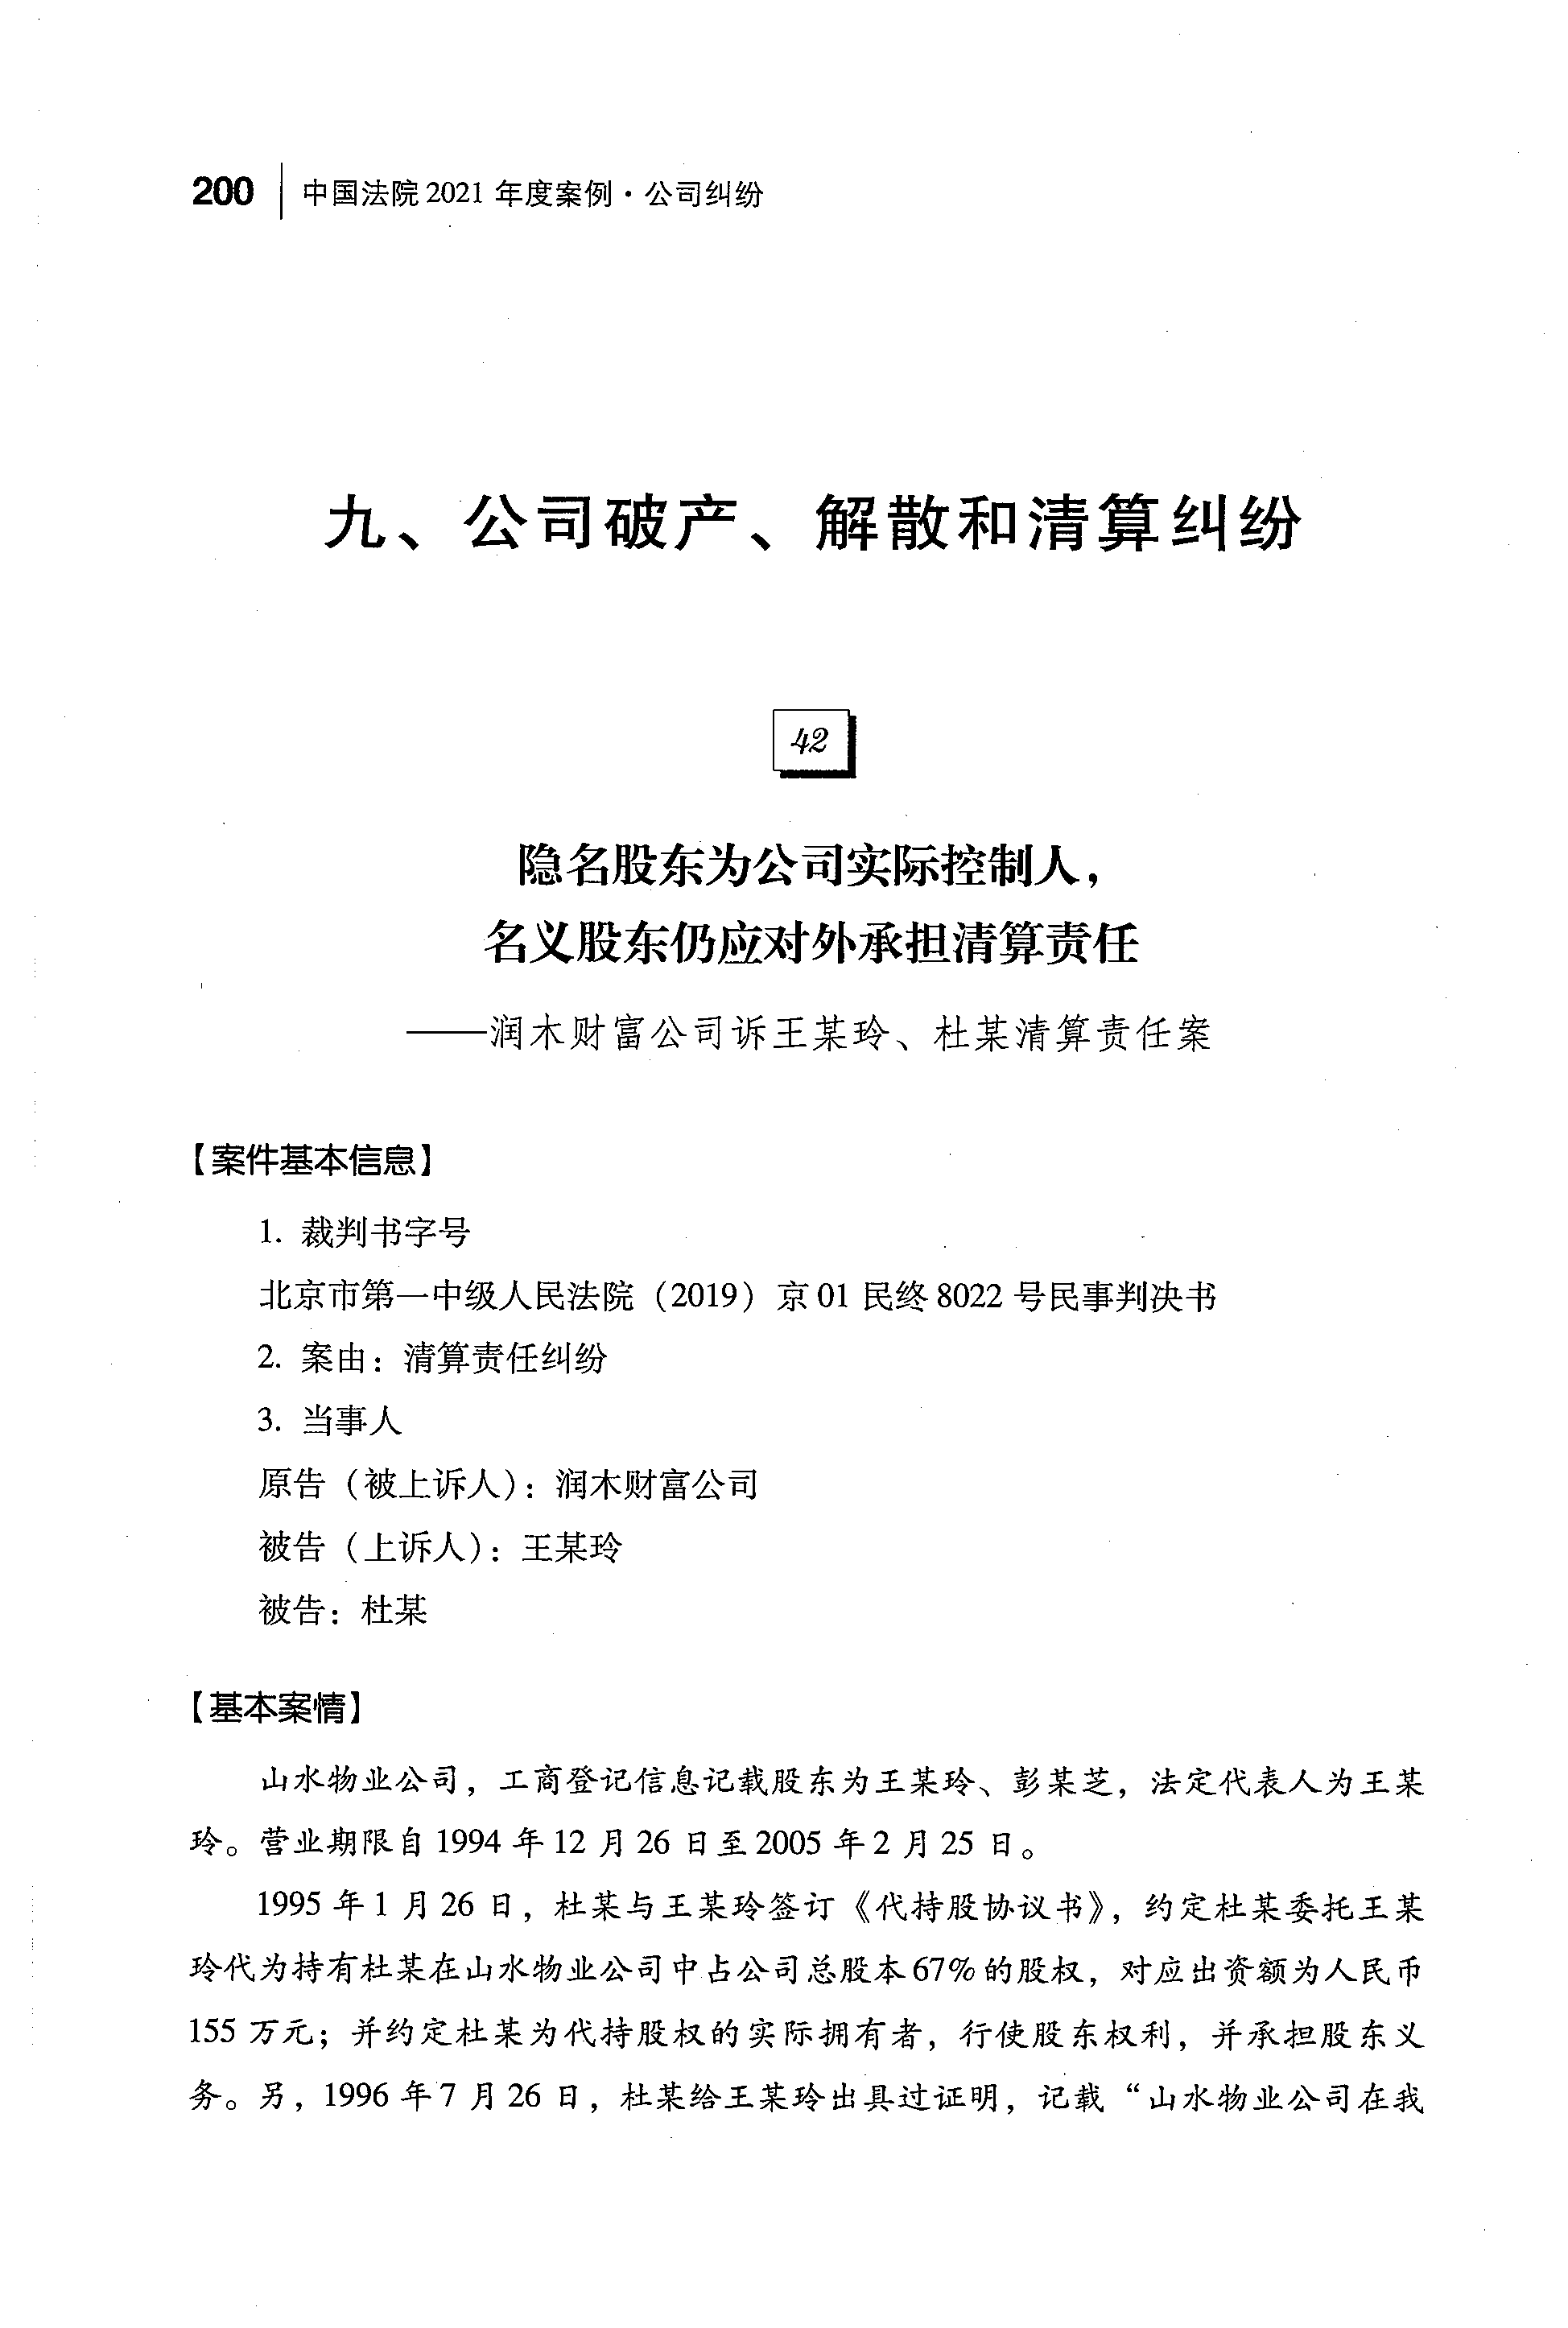 200 中国法院2021年度案例·公司纠纷
九、公司破产、解散和清算纠纷
42
隐名股东为公司实际控制人，
名义股东仍应对外承担清算责任
——润木财富公司诉王某玲、杜某清算责任案
【案件基本信息】
1. 裁判书字号
北京市第一中级人民法院（2019）京01民终8022号民事判决书
2. 案由：清算责任纠纷
3. 当事人
原告（被上诉人）：润木财富公司
被告（上诉人）：王某玲
被告：杜某
【基本案情】
山水物业公司，工商登记信息记载股东为王某玲、彭某芝，法定代表人为王某
玲。营业期限自1994年12月26日至2005年2月25日。
1995年1月26日，杜某与王某玲签订《代持股协议书》，约定杜某委托王某
玲代为持有杜某在山水物业公司中占公司总股本67%的股权，对应出资额为人民币
155万元；并约定杜某为代持股权的实际拥有者，行使股东权利，并承担股东义
务。另，1996年7月26日，杜某给王某玲出具过证明，记载“山水物业公司在我